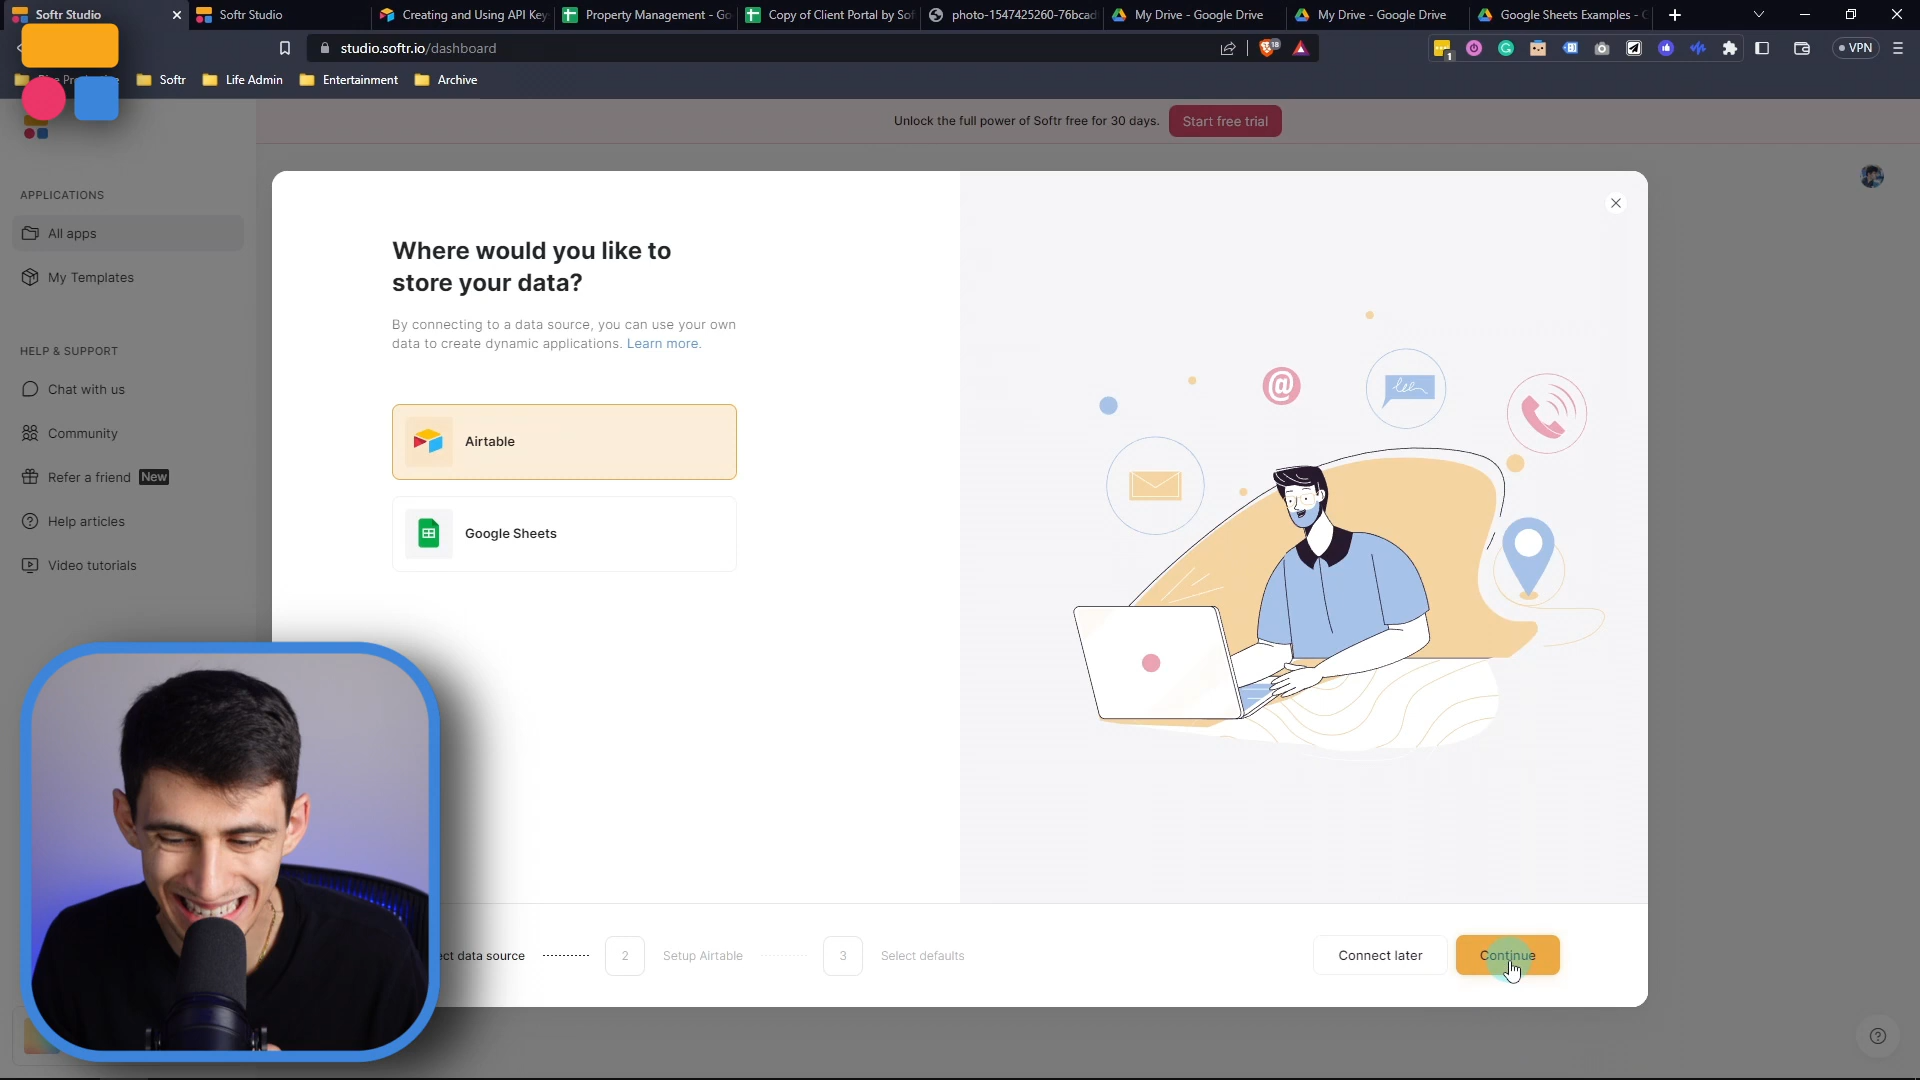 Softr Studio
Softr Studio
Creating and Using API Key
Property Management - Go
Copy of Client Portal by Sof
photo-1547425260-76bcad
My Drive - Google Drive
My Drive - Google Drive
Google Sheets Examples -
studio.softr.io/dashboard
18
1
VPN
Softr
Life Admin
Entertainment
Archive
Unlock the full power of Softr free for 30 days.
Start free trial
APPLICATIONS
All apps
My Templates
HELP & SUPPORT
Chat with us
Community
Refer a friend New
Help articles
Video tutorials
Where would you like to
store your data?
By connecting to a data source, you can use your own
data to create dynamic applications. Learn more.
Airtable
Google Sheets
@
ect data source
2
Setup Airtable
3
Select defaults
Connect later
Continue